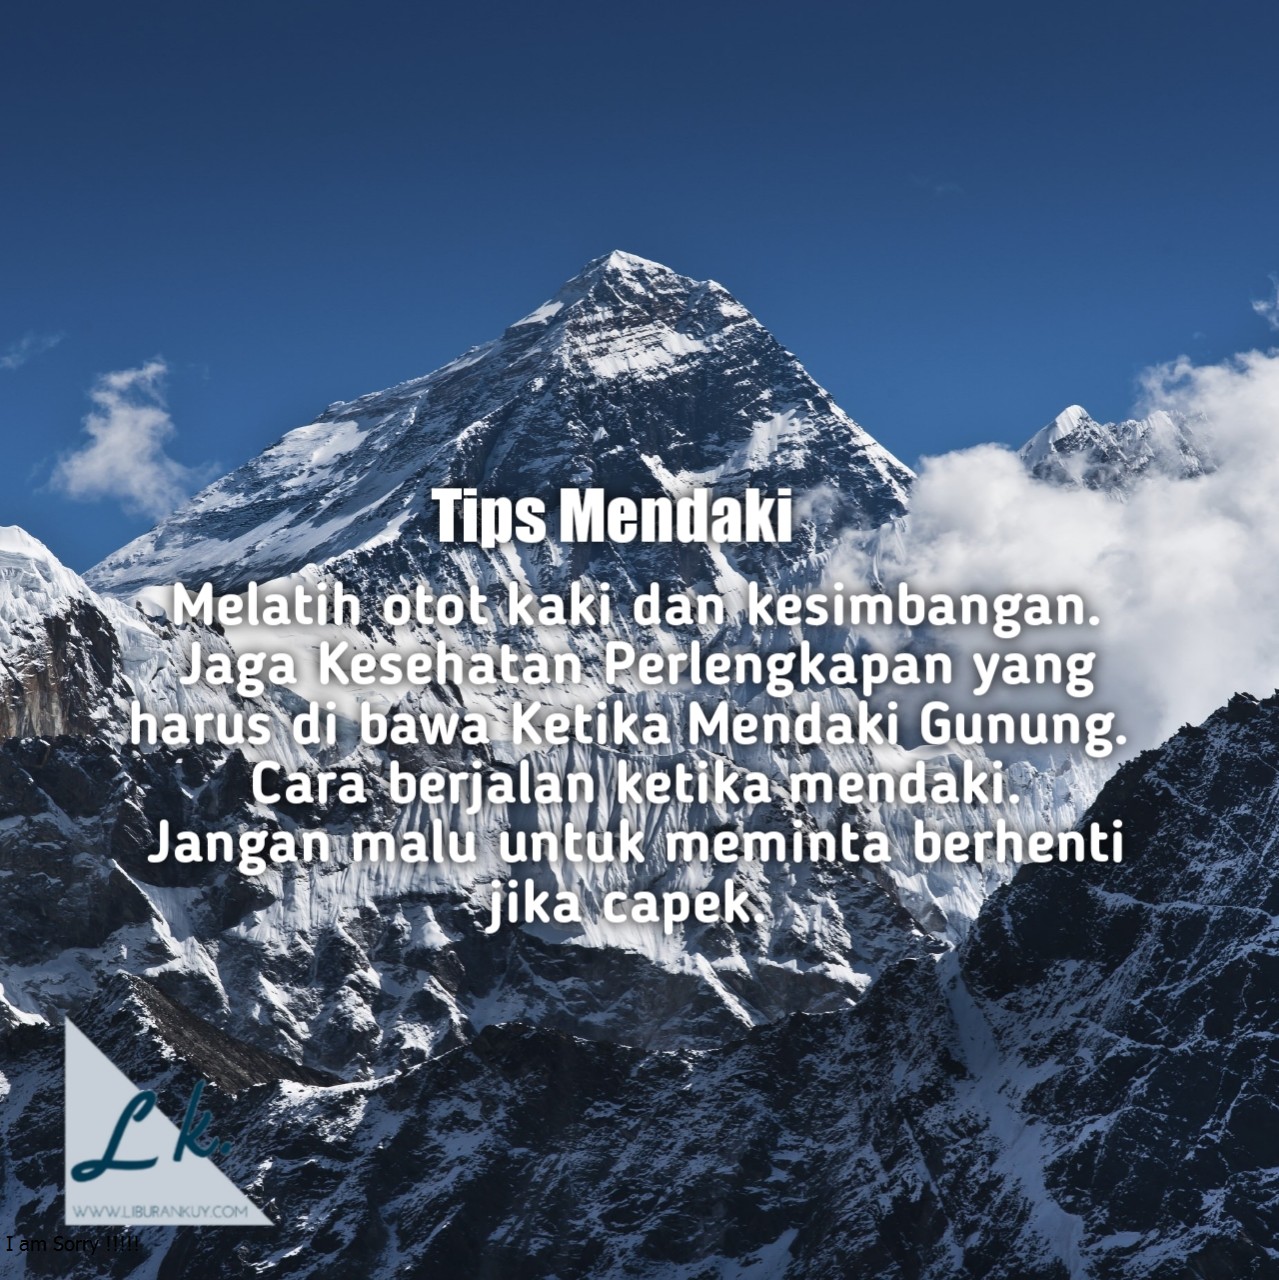 Tips Mendaki
Melatih otot kaki dan kesimbangan.
Jaga Kesehatan Perlengkapan yang
harus di bawa Ketika Mendaki Gunung.
Cara berjalan ketika mendaki.
Jangan malu untuk meminta berhenti
jika capek.
Lk.
WWW.LIBURANKUY.COM
I am Sorry !!!!!